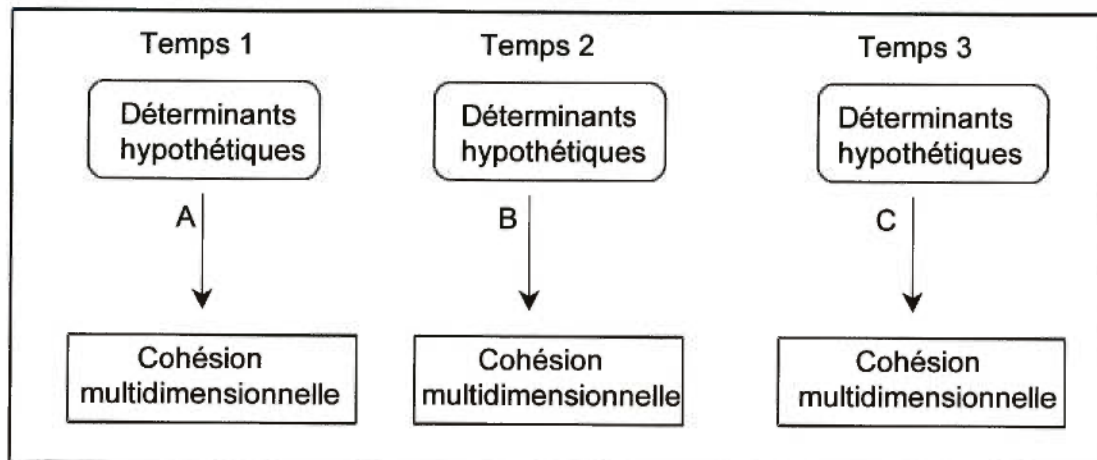 Temps 1
Temps 2
Temps 3
Déterminants
hypothétiques
Déterminants
hypothétiques
Déterminants
hypothétiques
A
B
C
Cohésion
multidimensionnelle
Cohésion
multidimensionnelle
Cohésion
multidimensionnelle